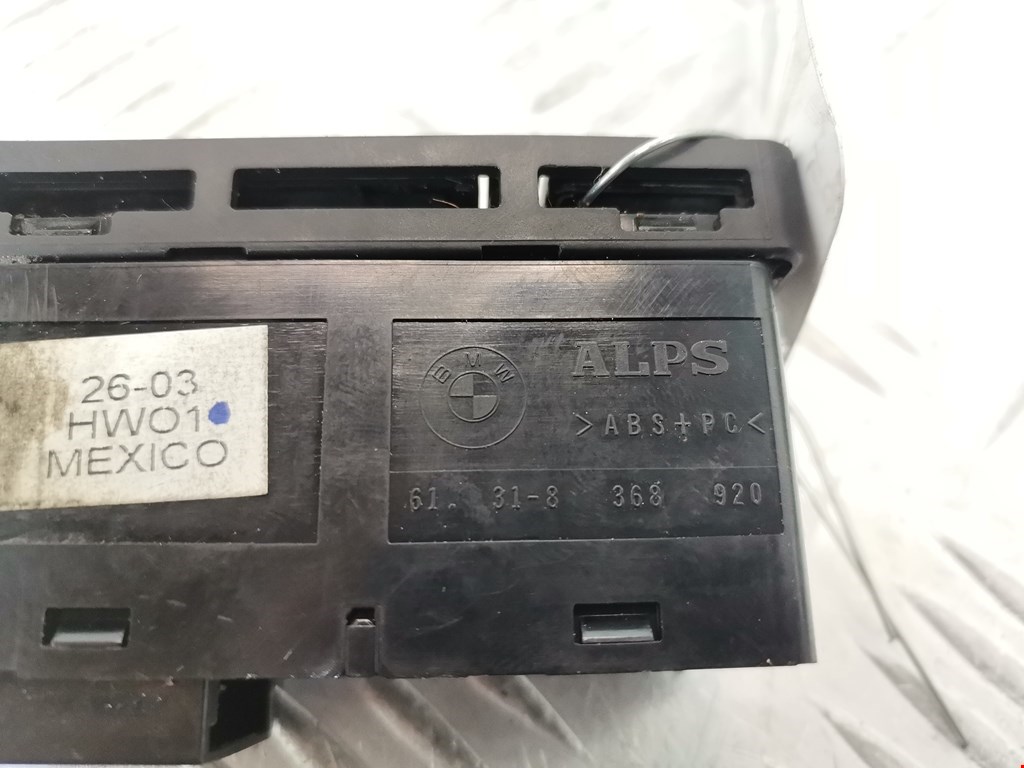 26-03
HW01
MEXICO
BMW
ALPS
>ABS+PC<
61. 31-8 368 920